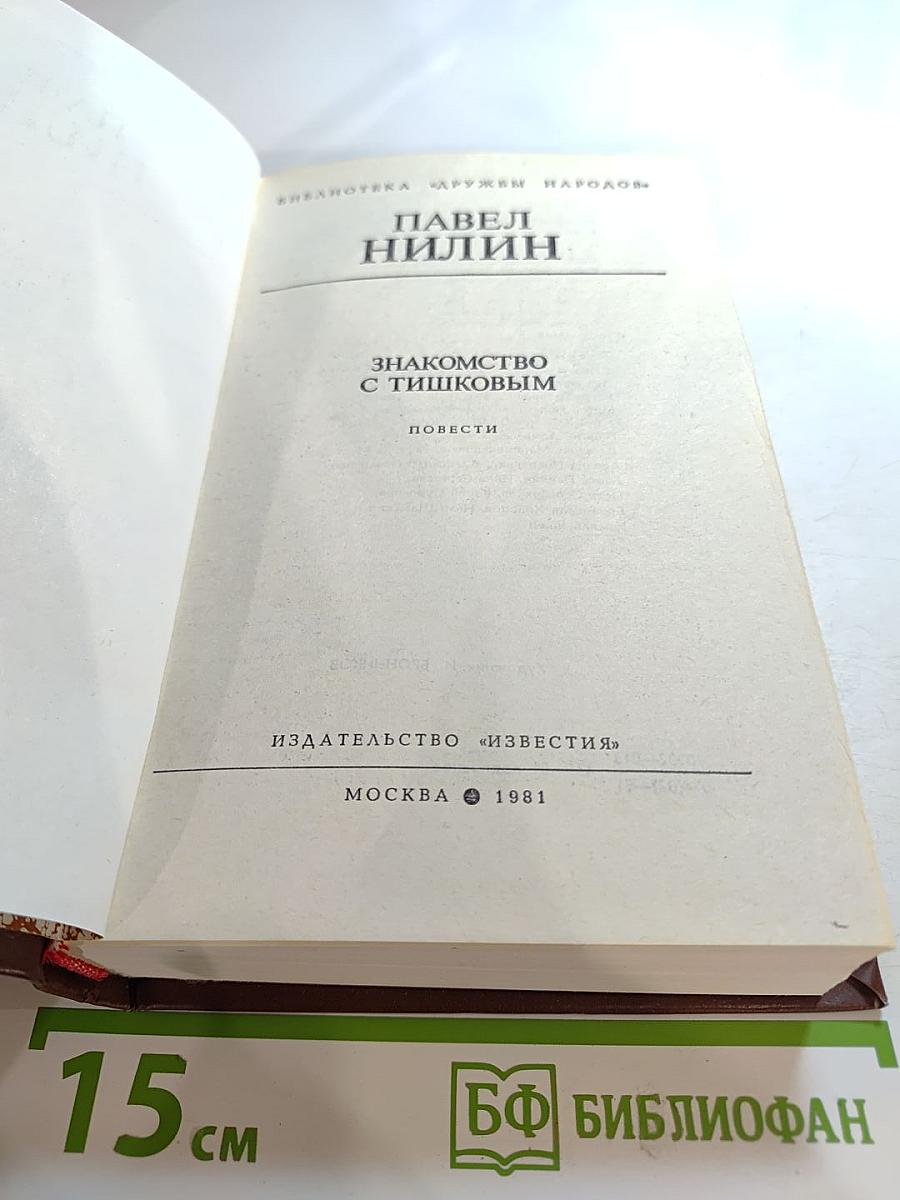 БИБЛИОТЕКА «ДРУЖБЫ НАРОДОВ»
ПАВЕЛ
НИЛИН
ЗНАКОМСТВО
С ТИШКОВЫМ
ПОВЕСТИ
ИЗДАТЕЛЬСТВО «ИЗВЕСТИЯ»
МОСКВА 1981
15 см
БФ БИБЛИОФАН